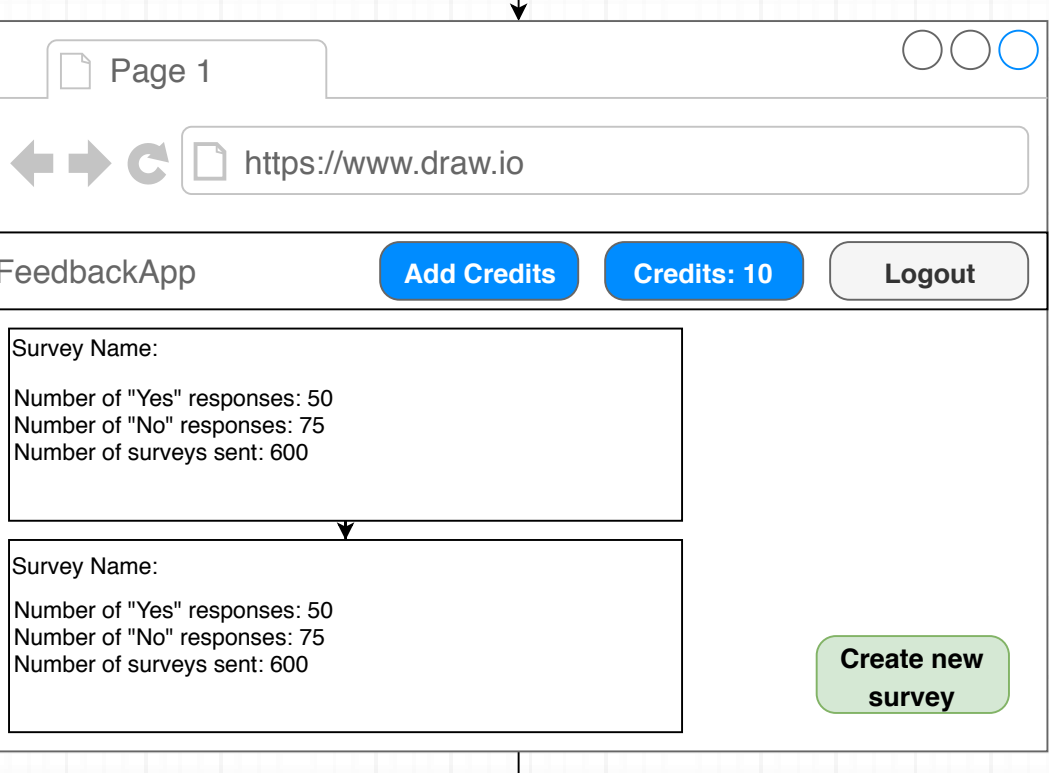 Page 1
https://www.draw.io
FeedbackApp
Add Credits
Credits: 10
Logout
Survey Name:
Number of "Yes" responses: 50
Number of "No" responses: 75
Number of surveys sent: 600
Survey Name:
Number of "Yes" responses: 50
Number of "No" responses: 75
Number of surveys sent: 600
Create new
survey